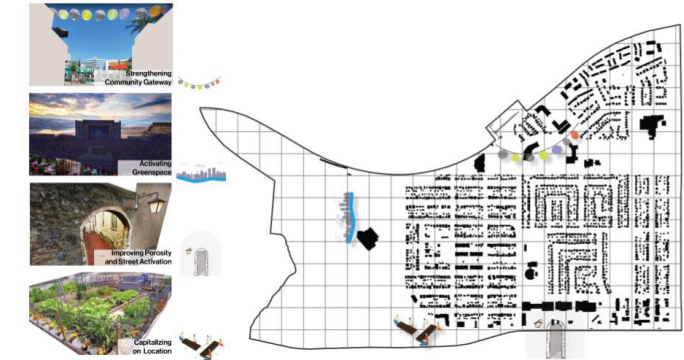 Strengthening
Community Gateway
Activating
Greenspace
Improving Porosity
and Street Activation
Capitalizing
on Location